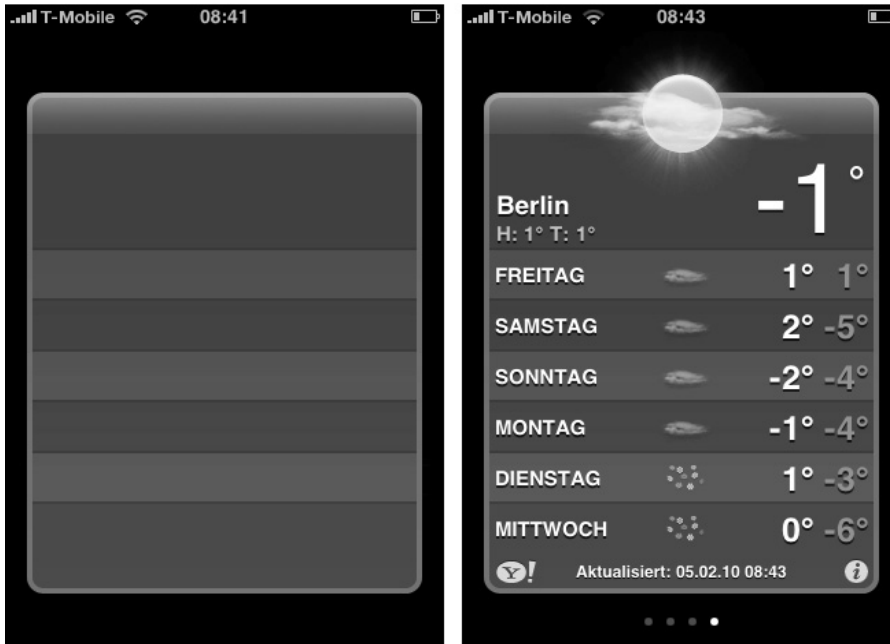 T-Mobile 08:41
T-Mobile 08:43
-1°
Berlin
H: 1° T: 1°
FREITAG 1° 1°
SAMSTAG 2° -5°
SONNTAG -2° -4°
MONTAG -1° -4°
DIENSTAG 1° -3°
MITTWOCH 0° -6°
Y! Aktualisiert: 05.02.10 08:43 i